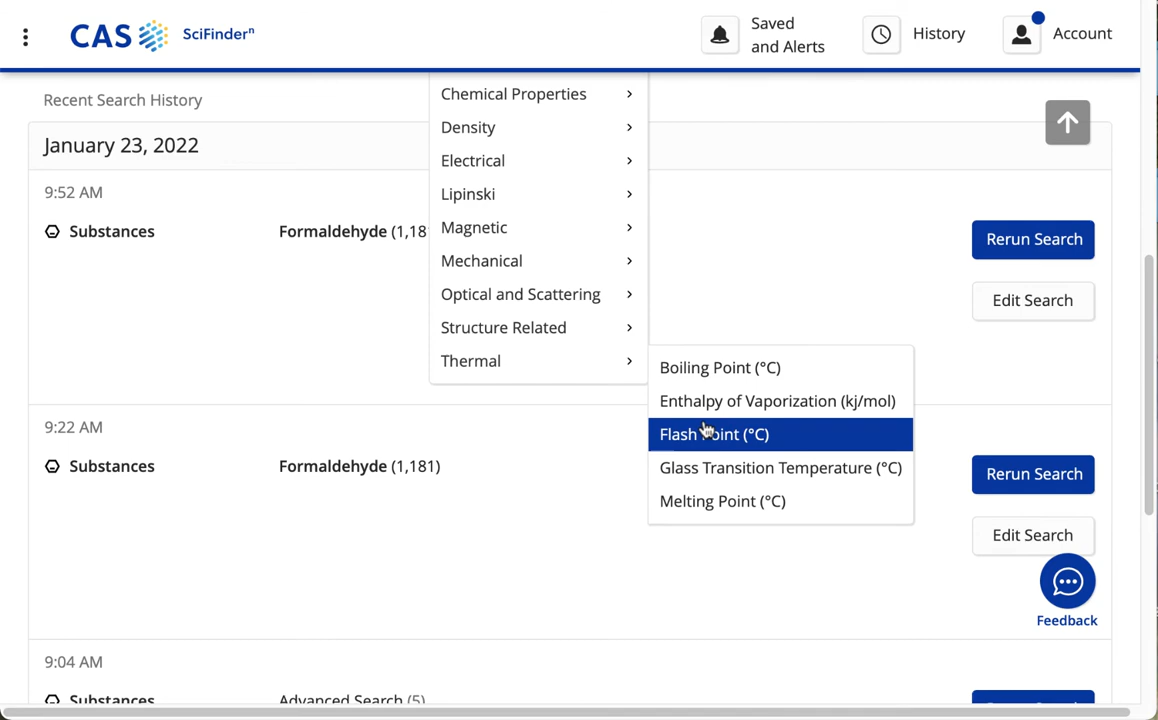 CAS SciFinderⁿ
Saved
and Alerts
History
Account
Recent Search History
Chemical Properties
Density
Electrical
Lipinski
Magnetic
Mechanical
Optical and Scattering
Structure Related
Thermal
January 23, 2022
9:52 AM
Substances
Formaldehyde (1,18
Rerun Search
Edit Search
Boiling Point (°C)
Enthalpy of Vaporization (kj/mol)
Flash Point (°C)
Glass Transition Temperature (°C)
Melting Point (°C)
9:22 AM
Substances
Formaldehyde (1,181)
Rerun Search
Edit Search
Feedback
9:04 AM
Substances
Advanced Search (5)